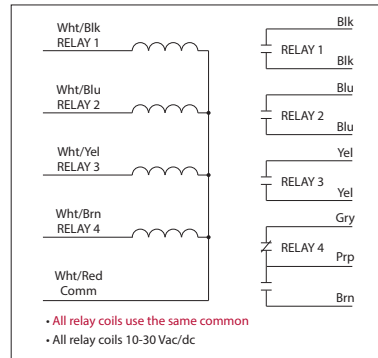 Wht/Blk
RELAY 1
Wht/Blu
RELAY 2
Wht/Yel
RELAY 3
Wht/Brn
RELAY 4
Wht/Red
Comm
Blk
RELAY 1
Blk
Blu
RELAY 2
Blu
Yel
RELAY 3
Yel
Gry
RELAY 4
Prp
Brn
• All relay coils use the same common
• All relay coils 10-30 Vac/dc